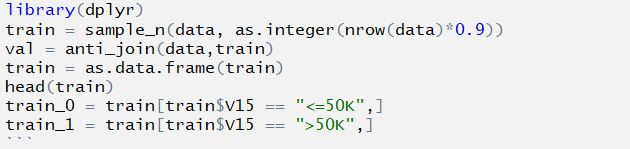 library(dplyr)
train = sample_n(data, as.integer(nrow(data)*0.9))
val = anti_join(data,train)
train = as.data.frame(train)
head(train)
train_0 = train[train$V15 == "<=50K",]
train_1 = train[train$V15 == ">50K",]
```